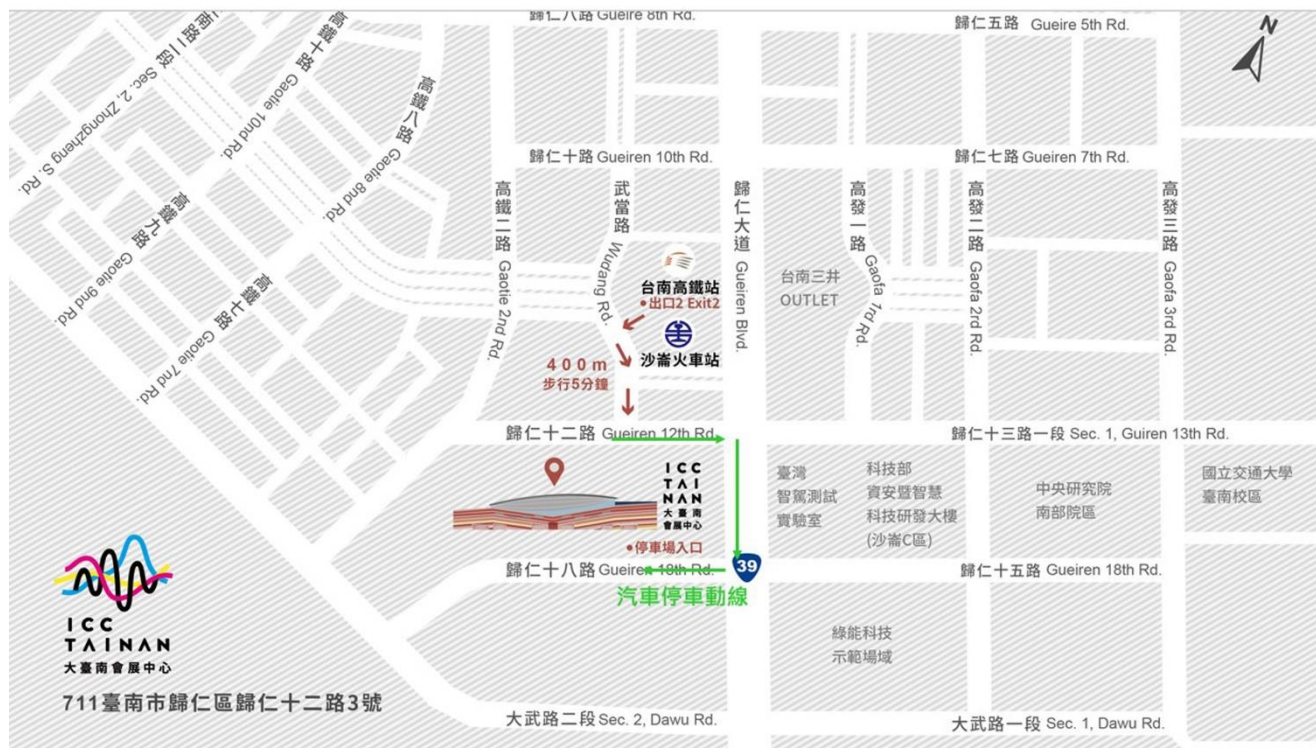 歸仁八路 Gueire 8th Rd.
歸仁五路 Gueire 5th Rd.
N
南路二段 Sec. 2, Zhongzheng S. Rd.
高鐵十路 Gaotie 10nd Rd.
高鐵八路 Gaotie 8nd Rd.
高鐵九路 Gaotie 9nd Rd.
高鐵七路 Gaotie 7nd Rd.
歸仁十路 Gueiren 10th Rd.
歸仁七路 Gueiren 7th Rd.
高鐵二路 Gaotie 2nd Rd.
武當路 Wudang Rd.
歸仁大道 Gueiren Blvd.
高發一路 Gaofa 1rd Rd.
高發二路 Gaofa 2rd Rd.
高發三路 Gaofa 3rd Rd.
台南高鐵站
•出口2 Exit2
沙崙火車站
400m
步行5分鐘
台南三井
OUTLET
歸仁十二路 Gueiren 12th Rd.
歸仁十三路一段 Sec. 1, Guiren 13th Rd.
ICC
TAI
NAN
大臺南
會展中心
•停車場入口
臺灣
智駕測試
實驗室
科技部
資安暨智慧
科技研發大樓
(沙崙C區)
中央研究院
南部院區
國立交通大學
臺南校區
歸仁十八路 Gueiren 18th Rd.
39
歸仁十五路 Gueiren 18th Rd.
汽車停車動線
綠能科技
示範場域
ICC
TAINAN
大臺南會展中心
711臺南市歸仁區歸仁十二路3號
大武路二段 Sec. 2, Dawu Rd.
大武路一段 Sec. 1, Dawu Rd.